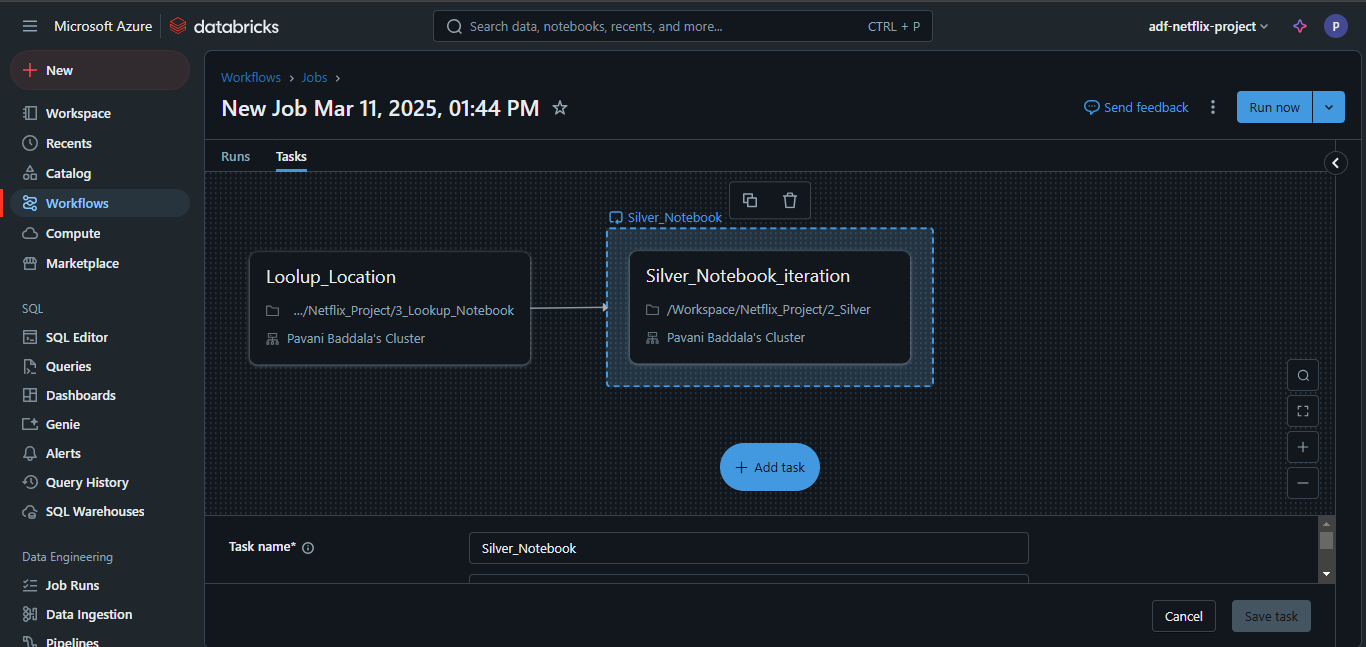 Microsoft Azure databricks
Search data, notebooks, recents, and more... CTRL + P
adf-netflix-project
P
New
Workspace
Recents
Catalog
Workflows
Compute
Marketplace
SQL
SQL Editor
Queries
Dashboards
Genie
Alerts
Query History
SQL Warehouses
Data Engineering
Job Runs
Data Ingestion
Pipelines
Workflows › Jobs ›
New Job Mar 11, 2025, 01:44 PM
Send feedback
Run now
Runs Tasks
Silver_Notebook
Loolup_Location
.../Netflix_Project/3_Lookup_Notebook
Pavani Baddala's Cluster
Silver_Notebook_iteration
/Workspace/Netflix_Project/2_Silver
Pavani Baddala's Cluster
+ Add task
Task name*
Silver_Notebook
Cancel Save task